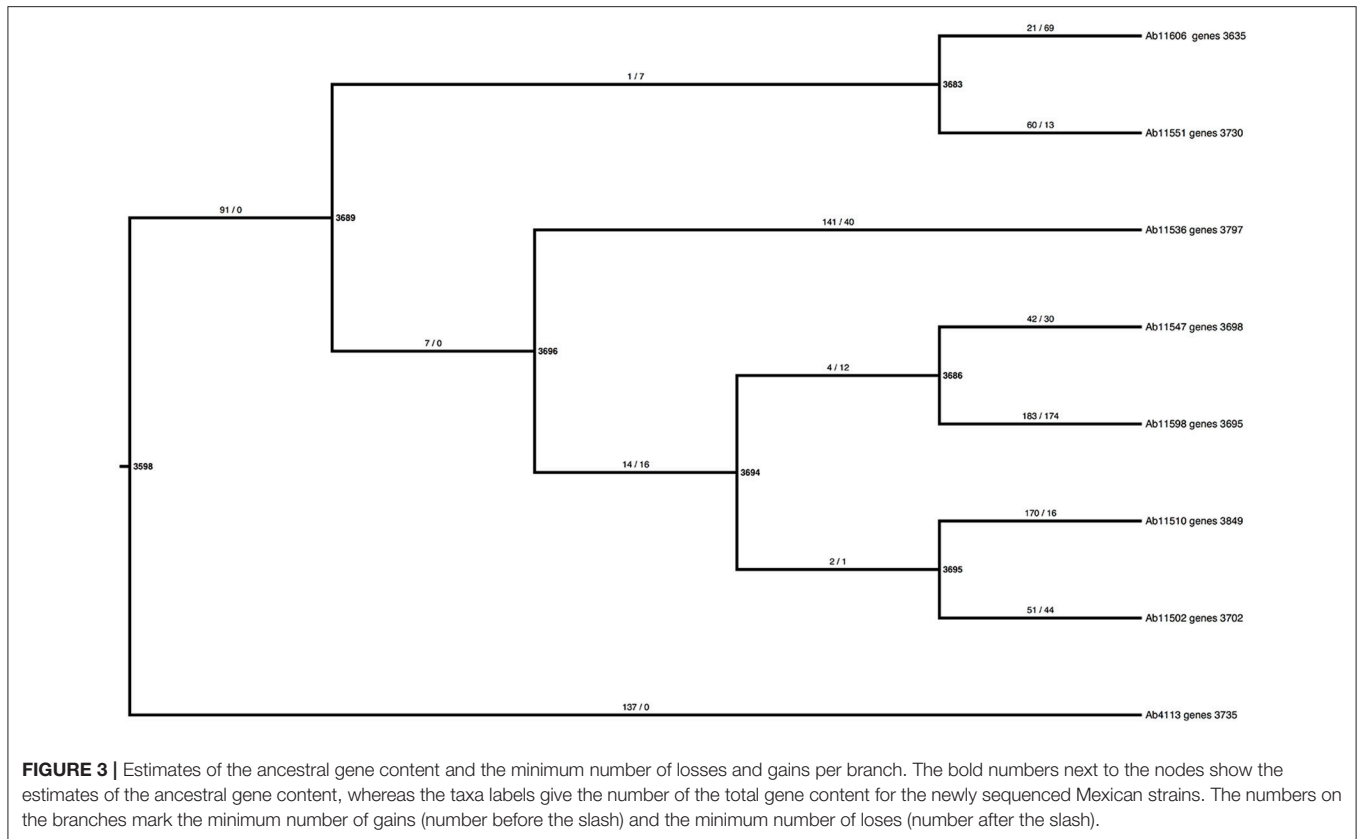 21 / 69
Ab11606 genes 3635
1 / 7
3683
60 / 13
Ab11551 genes 3730
91 / 0
3689
141 / 40
Ab11536 genes 3797
42 / 30
Ab11547 genes 3698
7 / 0
3696
4 / 12
3686
183 / 174
Ab11598 genes 3695
3598
14 / 16
3694
170 / 16
Ab11510 genes 3849
2 / 1
3695
51 / 44
Ab11502 genes 3702
137 / 0
Ab4113 genes 3735
FIGURE 3 | Estimates of the ancestral gene content and the minimum number of losses and gains per branch. The bold numbers next to the nodes show the
estimates of the ancestral gene content, whereas the taxa labels give the number of the total gene content for the newly sequenced Mexican strains. The numbers on
the branches mark the minimum number of gains (number before the slash) and the minimum number of loses (number after the slash).